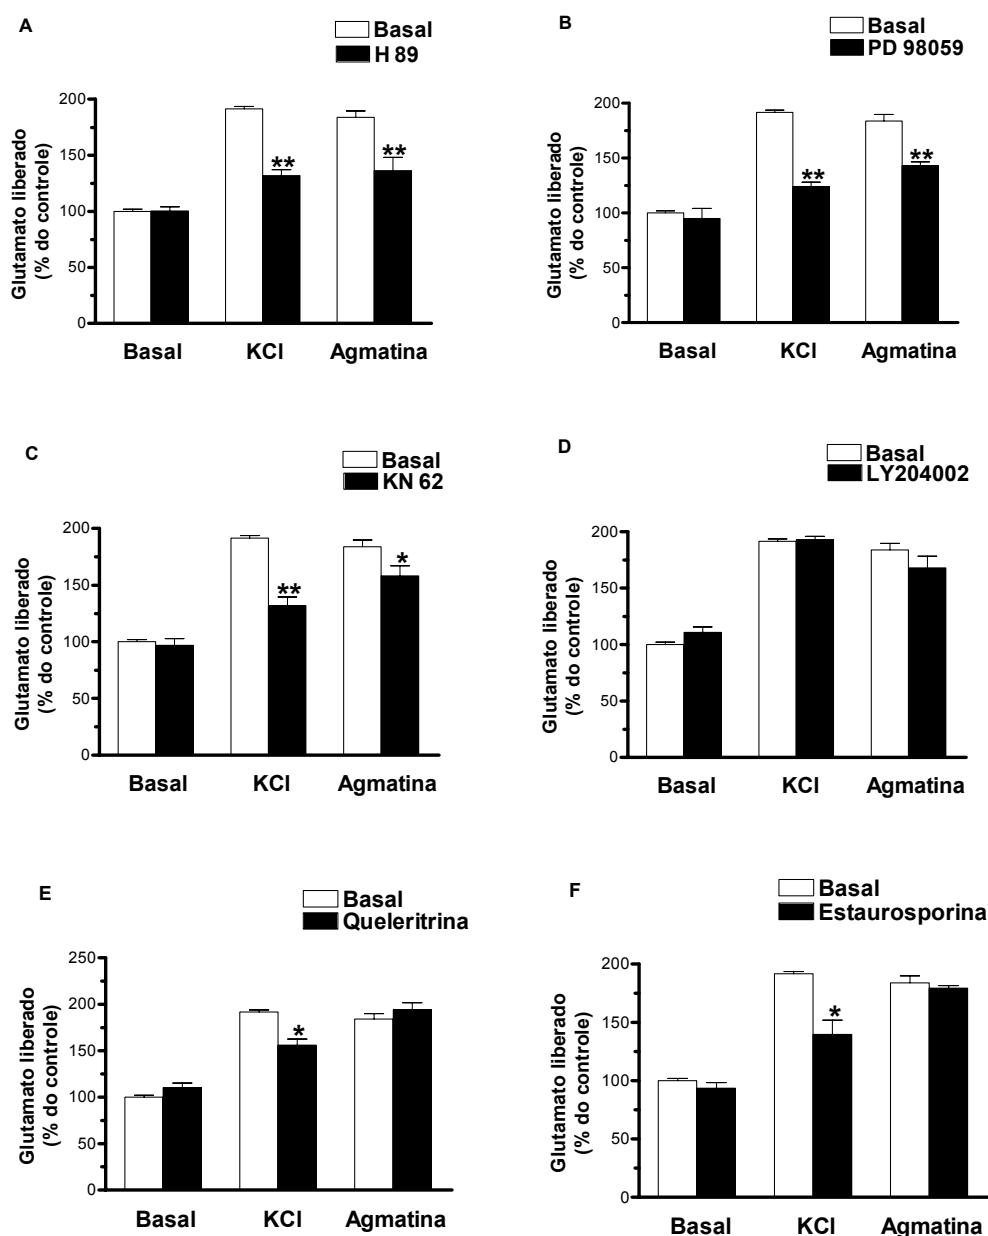 A
Basal
H 89
Glutamato liberado
(% do controle)
200
150
100
50
0
**
**
Basal KCl Agmatina
B
Basal
PD 98059
Glutamato liberado
(% do controle)
200
150
100
50
0
**
**
Basal KCl Agmatina
C
Basal
KN 62
Glutamato liberado
(% do controle)
200
150
100
50
0
**
*
Basal KCl Agmatina
D
Basal
LY204002
Glutamato liberado
(% do controle)
200
150
100
50
0
Basal KCl Agmatina
E
Basal
Queleritrina
Glutamato liberado
(% do controle)
250
200
150
100
50
0
*
Basal KCl Agmatina
F
Basal
Estaurosporina
Glutamato liberado
(% do controle)
200
150
100
50
0
*
Basal KCl Agmatina